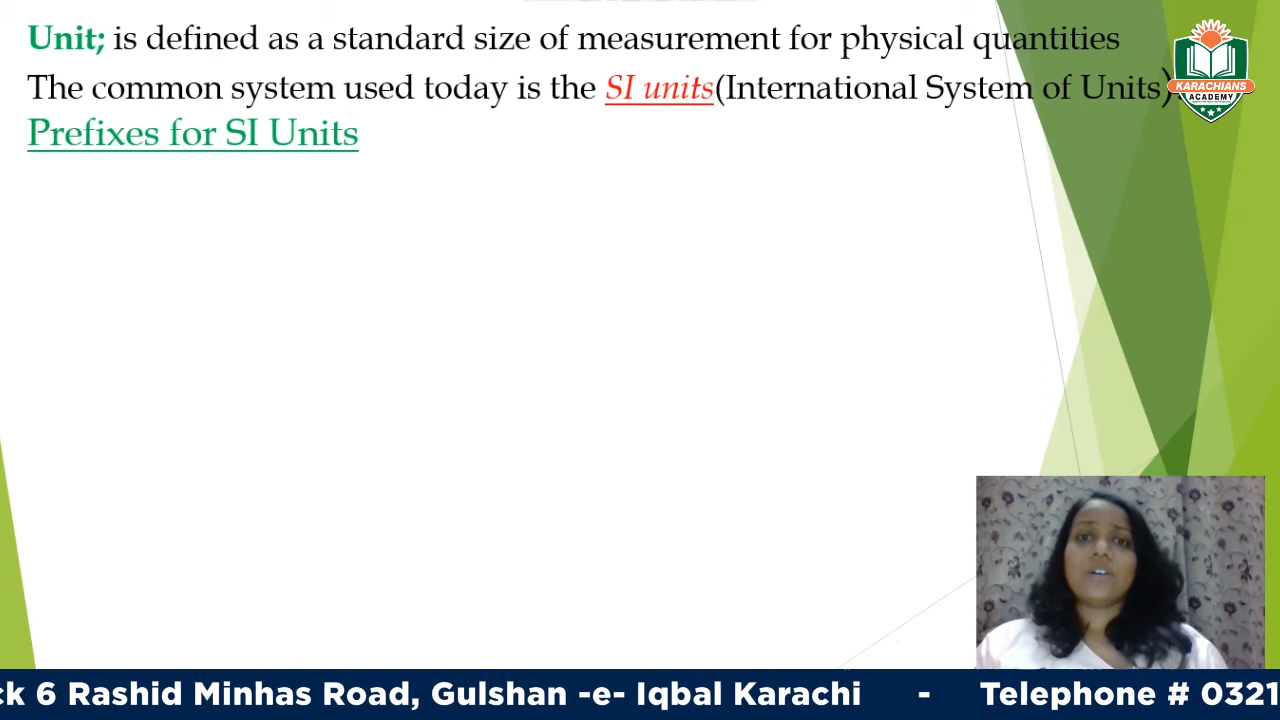 Unit; is defined as a standard size of measurement for physical quantities
The common system used today is the SI units(International System of Units)
Prefixes for SI Units
KARACHIANS
ACADEMY
ck 6 Rashid Minhas Road, Gulshan -e- Iqbal Karachi - Telephone # 0321